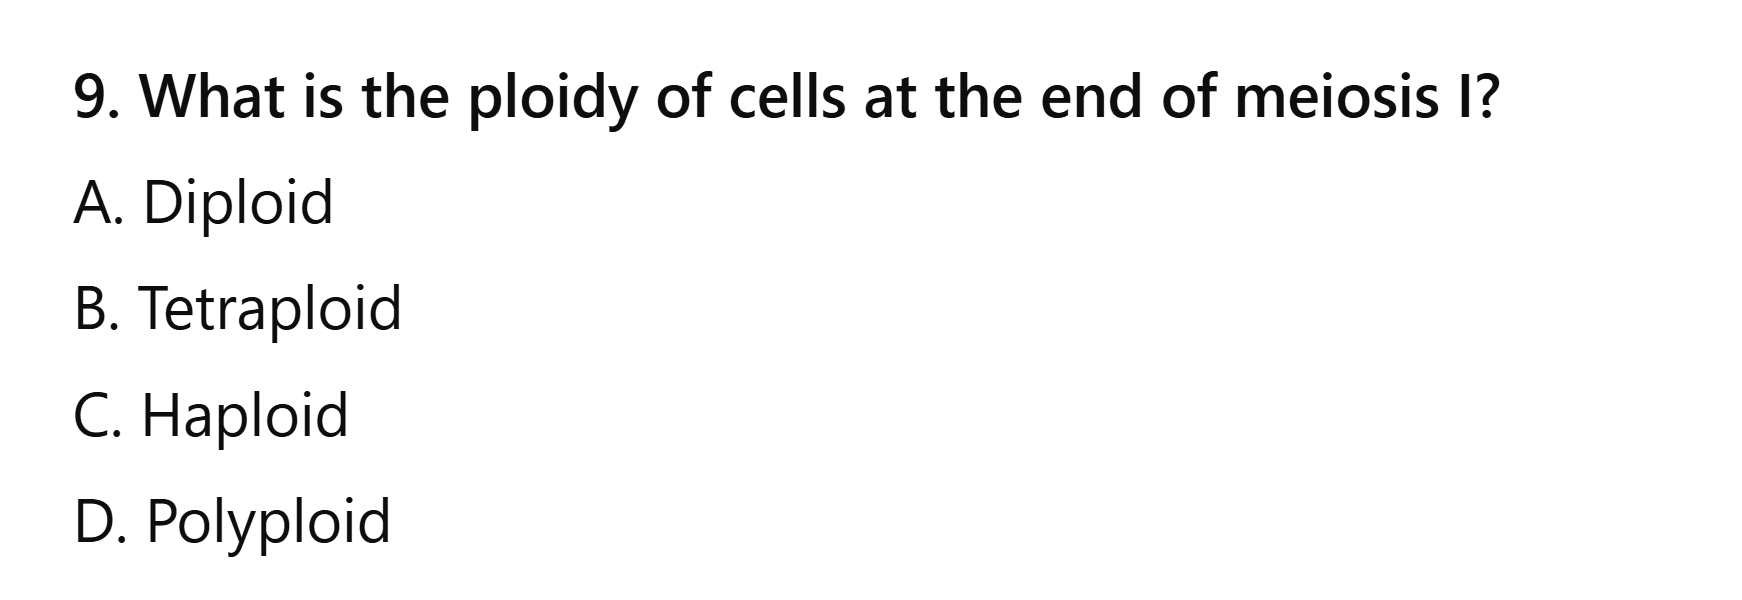 9. What is the ploidy of cells at the end of meiosis I?
A. Diploid
B. Tetraploid
C. Haploid
D. Polyploid